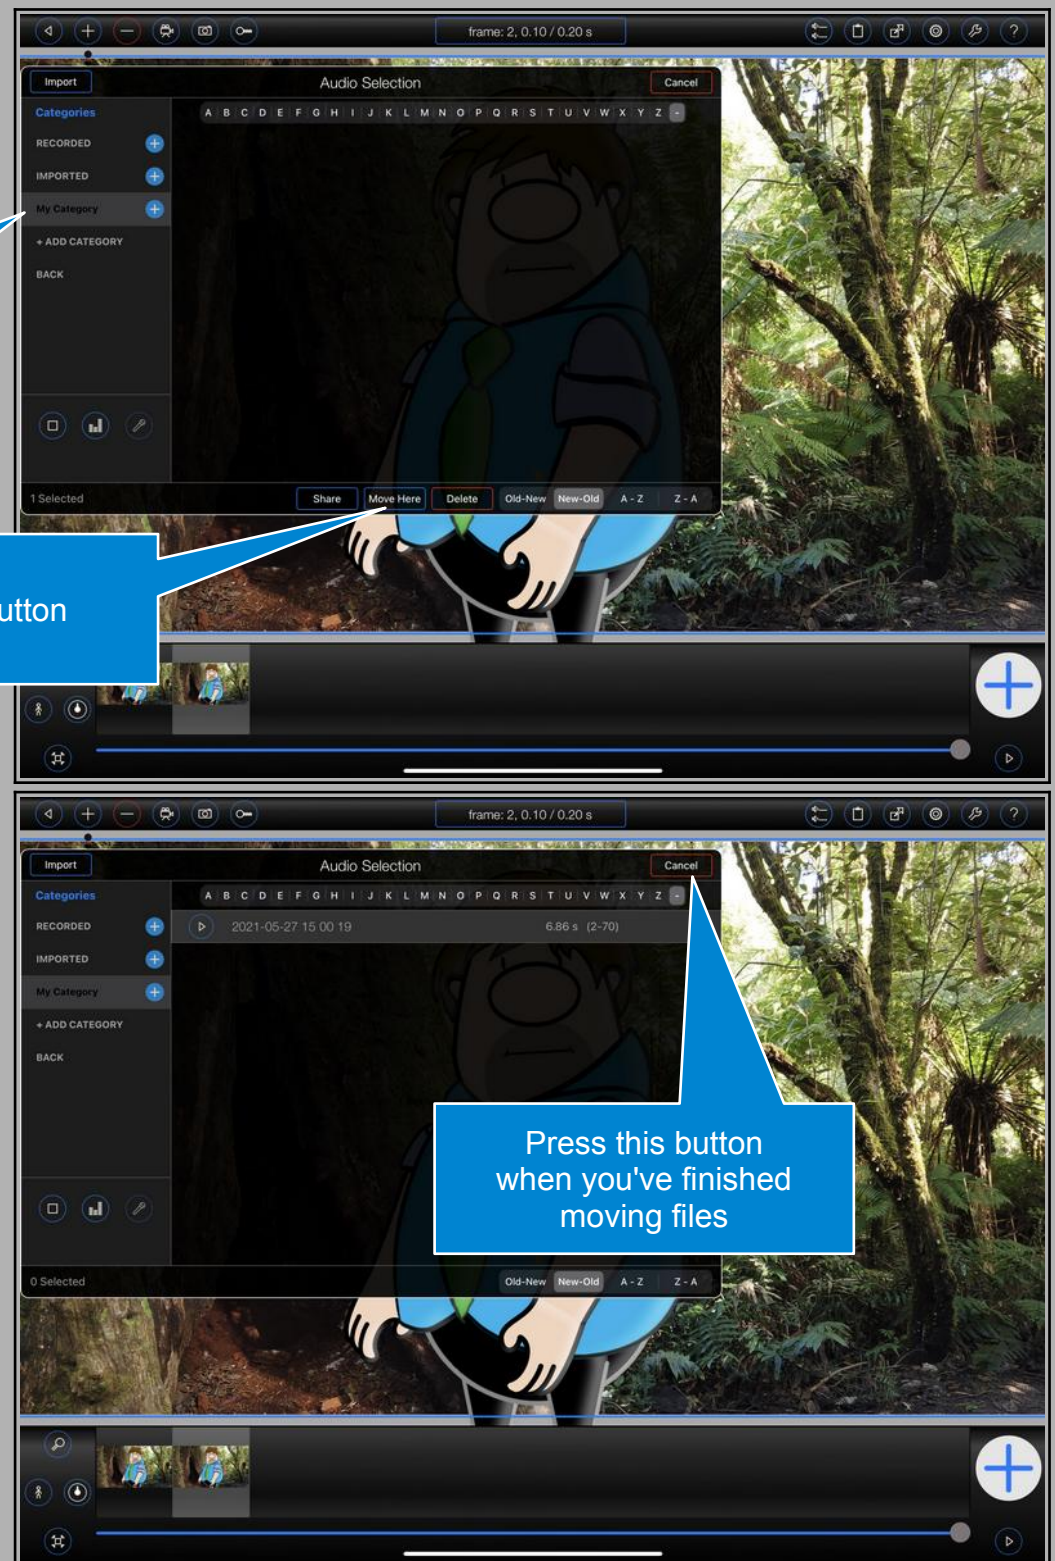 frame: 2, 0.10 / 0.20 s
Import
Audio Selection
Cancel
Categories
A B C D E F G H I J K L M N O P Q R S T U V W X Y Z -
RECORDED
IMPORTED
My Category
+ ADD CATEGORY
BACK
1 Selected
Share
Move Here
Delete
Old-New New-Old A - Z Z - A
utton
frame: 2, 0.10 / 0.20 s
?
Import
Audio Selection
Cancel
Categories
A B C D E F G H I J K L M N O P Q R S T U V W X Y Z -
RECORDED
2021-05-27 15 00 19
6.86 s (2-70)
IMPORTED
My Category
+ ADD CATEGORY
BACK
Press this button
when you've finished
moving files
0 Selected
Old-New New-Old A - Z Z - A